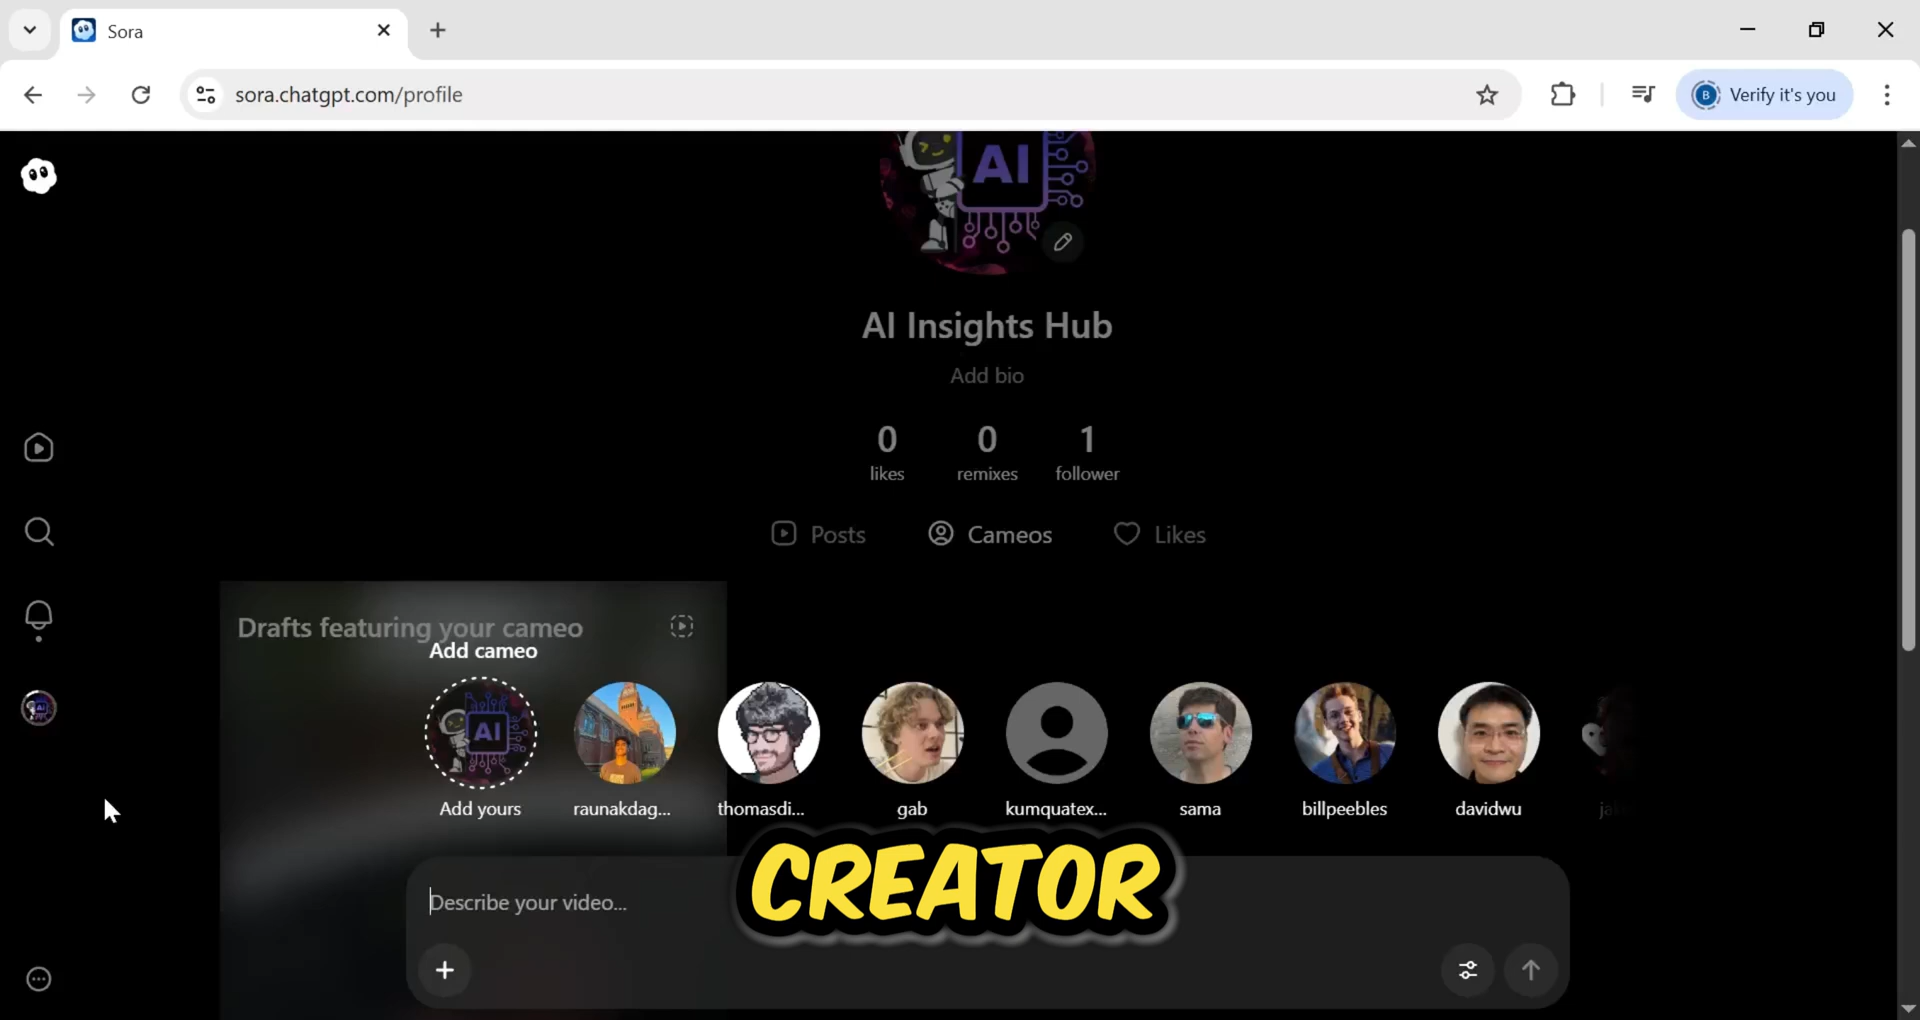 Sora
sora.chatgpt.com/profile
B
Verify it's you
AI
AI Insights Hub
Add bio
0
0
1
likes
remixes
follower
Posts
Cameos
Likes
Drafts featuring your cameo
Add cameo
AI
Add yours
raunakdag...
thomasdi...
gab
kumquatex...
sama
billpeebles
davidwu
CREATOR
Describe your video...